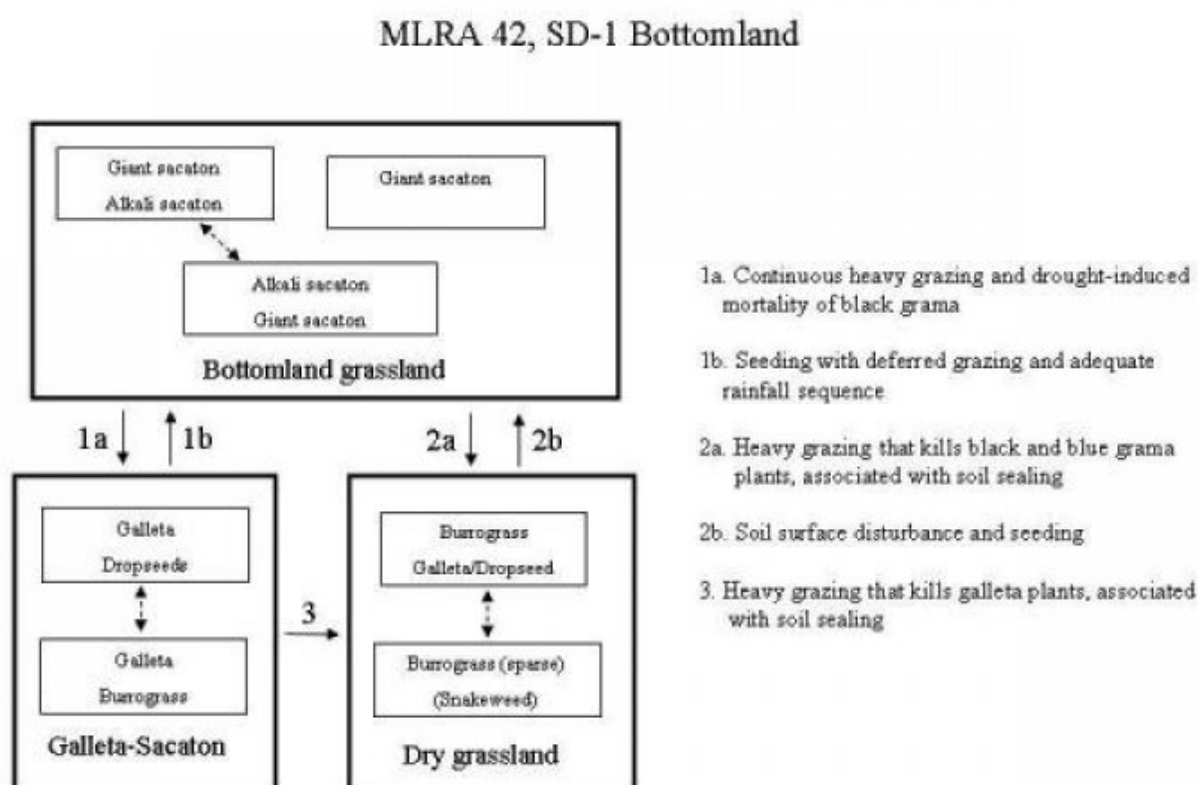 MLRA 42, SD-1 Bottomland
Giant sacaton
Alkali sacaton
Giant sacaton
Alkali sacaton
Giant sacaton
Bottomland grassland
1a
1b
2a
2b
Galleta
Dropseeds
Galleta
Burrograss
Galleta-Sacaton
3
Burrograss
Galleta/Dropseed
Burrograss (sparse)
(Snakeweed)
Dry grassland
1a. Continuous heavy grazing and drought-induced
mortality of black grama
1b. Seeding with deferred grazing and adequate
rainfall sequence
2a. Heavy grazing that kills black and blue grama
plants, associated with soil sealing
2b. Soil surface disturbance and seeding
3. Heavy grazing that kills galleta plants, associated
with soil sealing